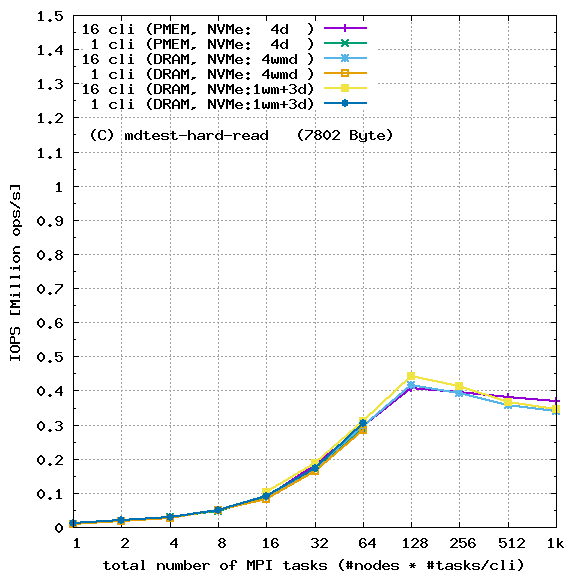 16 cli (PMEM, NVMe:  4d  )
1 cli (PMEM, NVMe:  4d  )
16 cli (DRAM, NVMe: 4wmd )
1 cli (DRAM, NVMe: 4wmd )
16 cli (DRAM, NVMe:1wm+3d)
1 cli (DRAM, NVMe:1wm+3d)
(C) mdtest-hard-read   (7802 Byte)
IOPS [Million ops/s]
1.5
1.4
1.3
1.2
1.1
1
0.9
0.8
0.7
0.6
0.5
0.4
0.3
0.2
0.1
0
1 2 4 8 16 32 64 128 256 512 1k
total number of MPI tasks (#nodes * #tasks/cli)